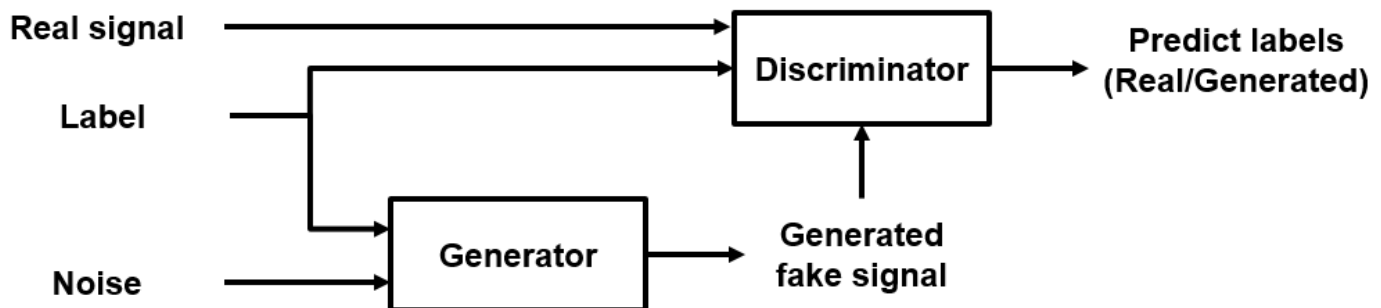 Real signal
Label
Noise
Generator
Generated
fake signal
Discriminator
Predict labels
(Real/Generated)